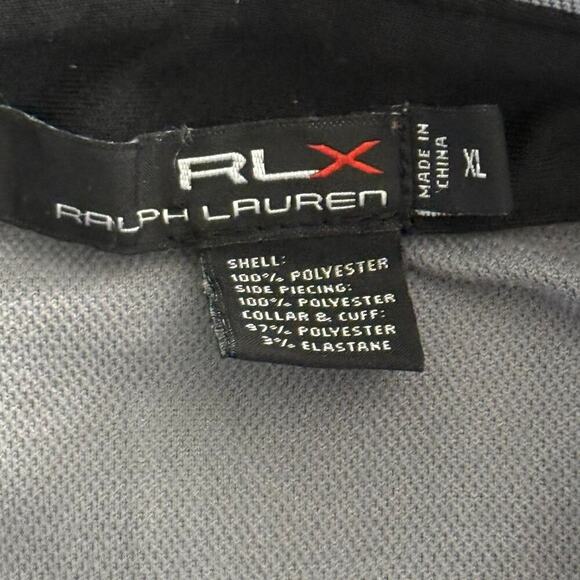 RLX
RALPH LAUREN
MADE IN
CHINA
XL
SHELL:
100% POLYESTER
SIDE PIECING:
100% POLYESTER
COLLAR & CUFF:
97% POLYESTER
3% ELASTANE